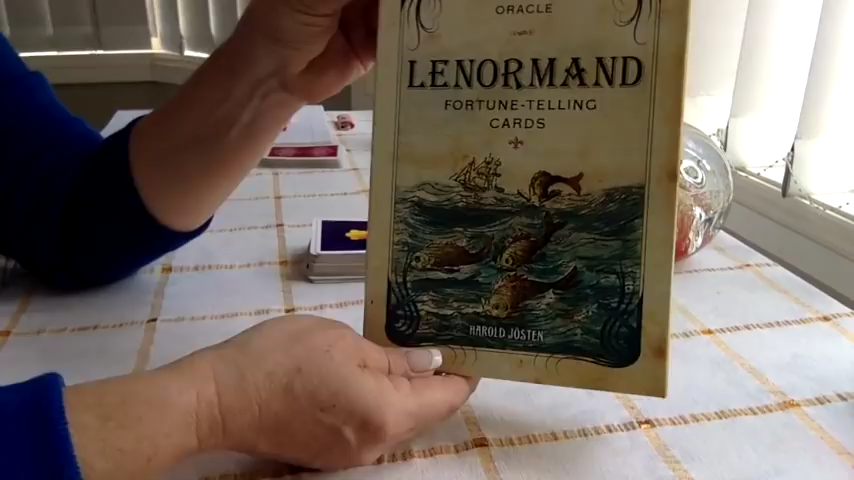 ORACLE
LENORMAND
FORTUNE-TELLING
CARDS
HAROLD JOSTEN